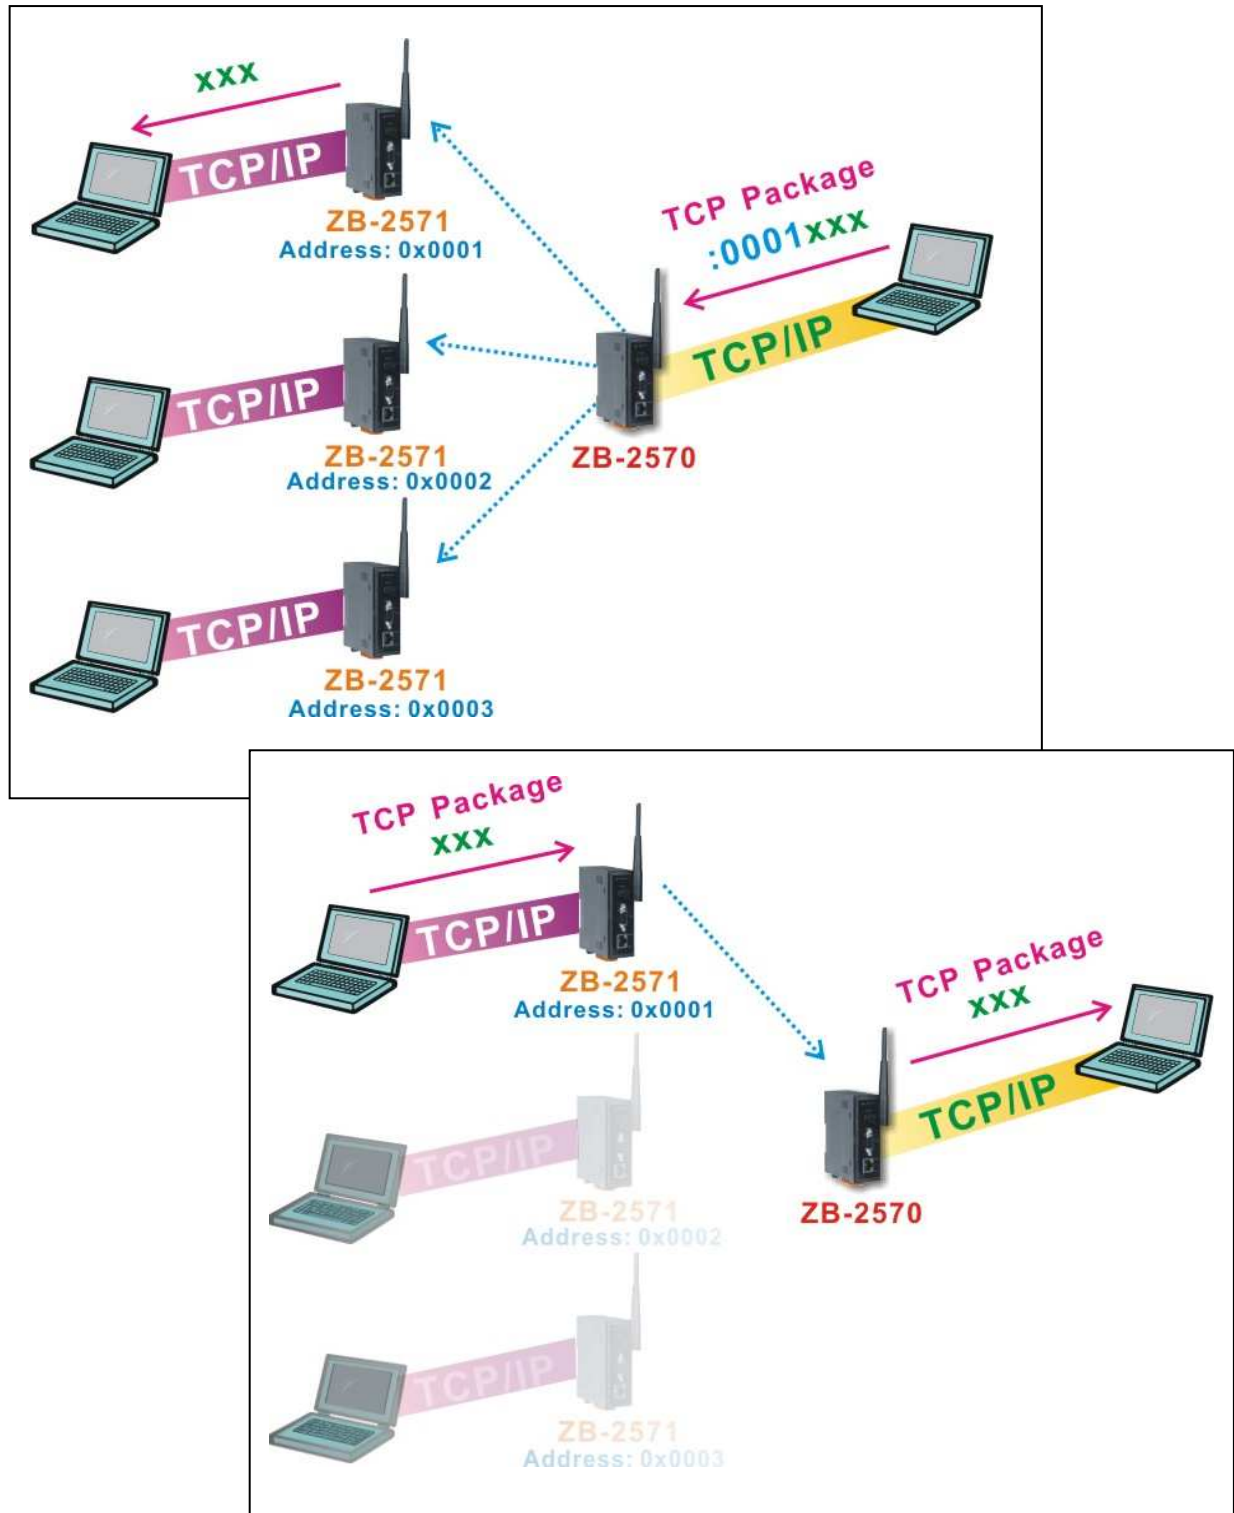 xxx
TCP/IP
ZB-2571
Address: 0x0001
TCP Package
:0001xxx
TCP/IP
TCP/IP
ZB-2571
Address: 0x0002
ZB-2570
TCP/IP
ZB-2571
Address: 0x0003
TCP Package
xxx
TCP/IP
ZB-2571
Address: 0x0001
TCP Package
xxx
TCP/IP
ZB-2570
TCP/IP
ZB-2571
Address: 0x0002
TCP/IP
ZB-2571
Address: 0x0003